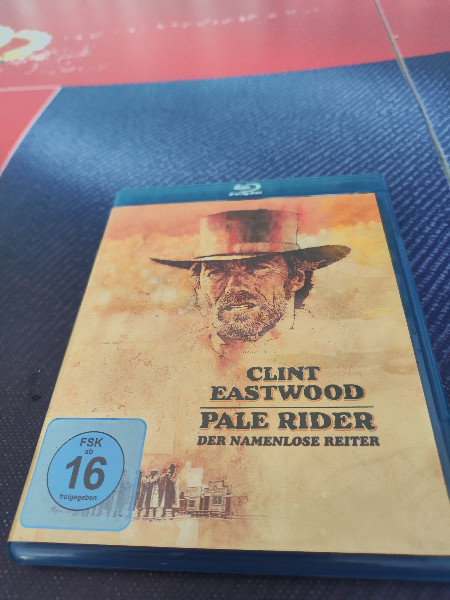 CLINT
EASTWOOD
PALE RIDER
DER NAMENLOSE REITER
FSK
ab
16
freigegeben